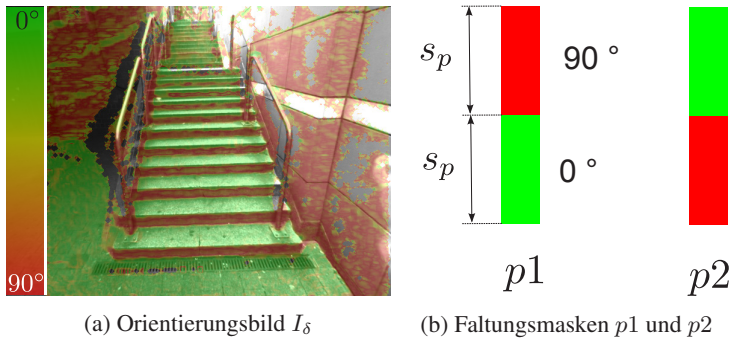 0°
90°
s_p
90 °
s_p
0 °
p1
p2
(a) Orientierungsbild I_δ
(b) Faltungsmasken p1 und p2